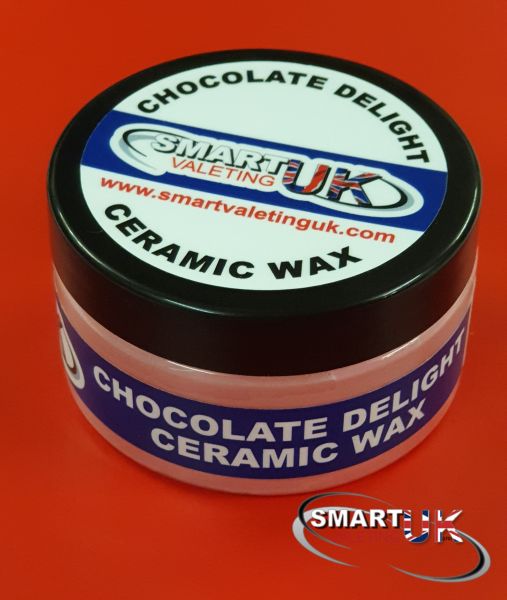 CHOCOLATE DELIGHT
SMART UK
VALETING
www.smartvaletinguk.com
CERAMIC WAX
CHOCOLATE DELIGHT
CERAMIC WAX
SMART UK